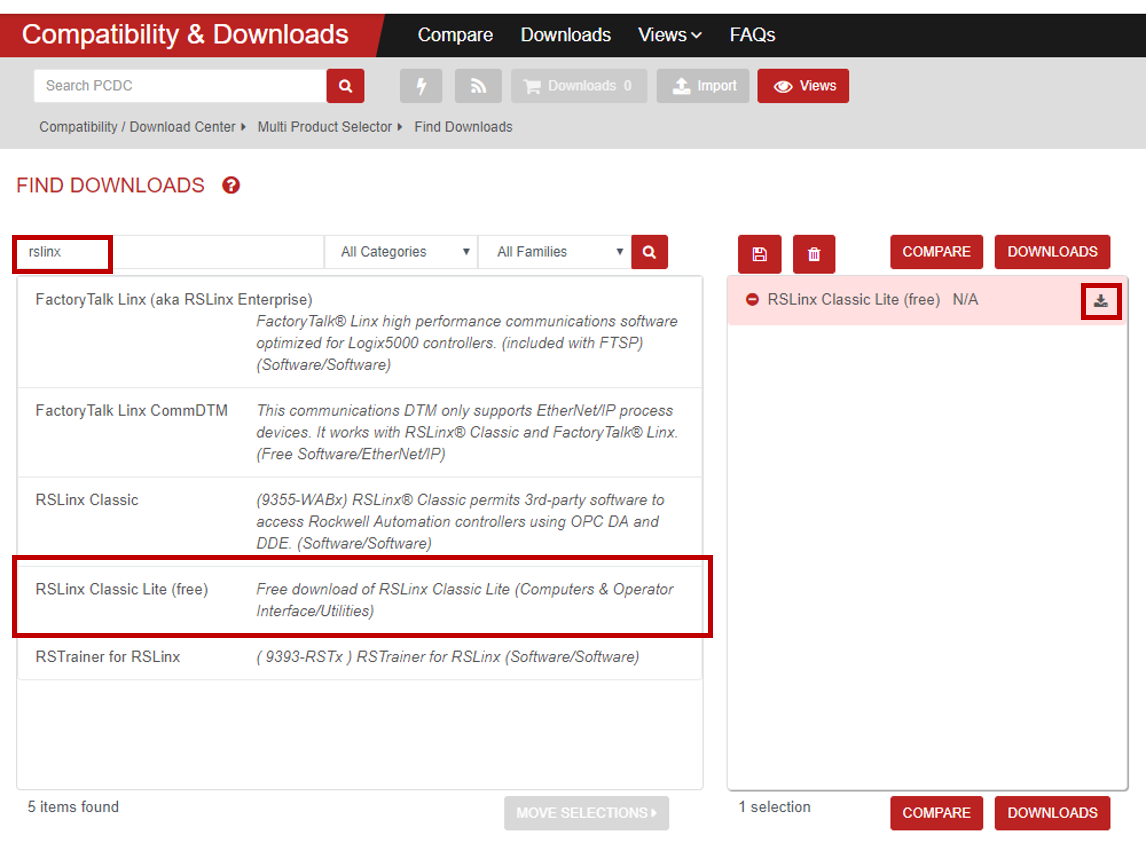 Compatibility & Downloads
Compare Downloads Views FAQs
Search PCDC
Downloads 0 Import Views
Compatibility / Download Center Multi Product Selector Find Downloads
FIND DOWNLOADS ?
rslinx All Categories All Families
COMPARE DOWNLOADS
FactoryTalk Linx (aka RSLinx Enterprise)
FactoryTalk® Linx high performance communications software
optimized for Logix5000 controllers. (included with FTSP)
(Software/Software)
FactoryTalk Linx CommDTM This communications DTM only supports EtherNet/IP process
devices. It works with RSLinx® Classic and FactoryTalk® Linx.
(Free Software/EtherNet/IP)
RSLinx Classic (9355-WABx) RSLinx® Classic permits 3rd-party software to
access Rockwell Automation controllers using OPC DA and
DDE. (Software/Software)
RSLinx Classic Lite (free) Free download of RSLinx Classic Lite (Computers & Operator
Interface/Utilities)
RSTrainer for RSLinx ( 9393-RSTx ) RSTrainer for RSLinx (Software/Software)
5 items found MOVE SELECTIONS
RSLinx Classic Lite (free) N/A
1 selection COMPARE DOWNLOADS